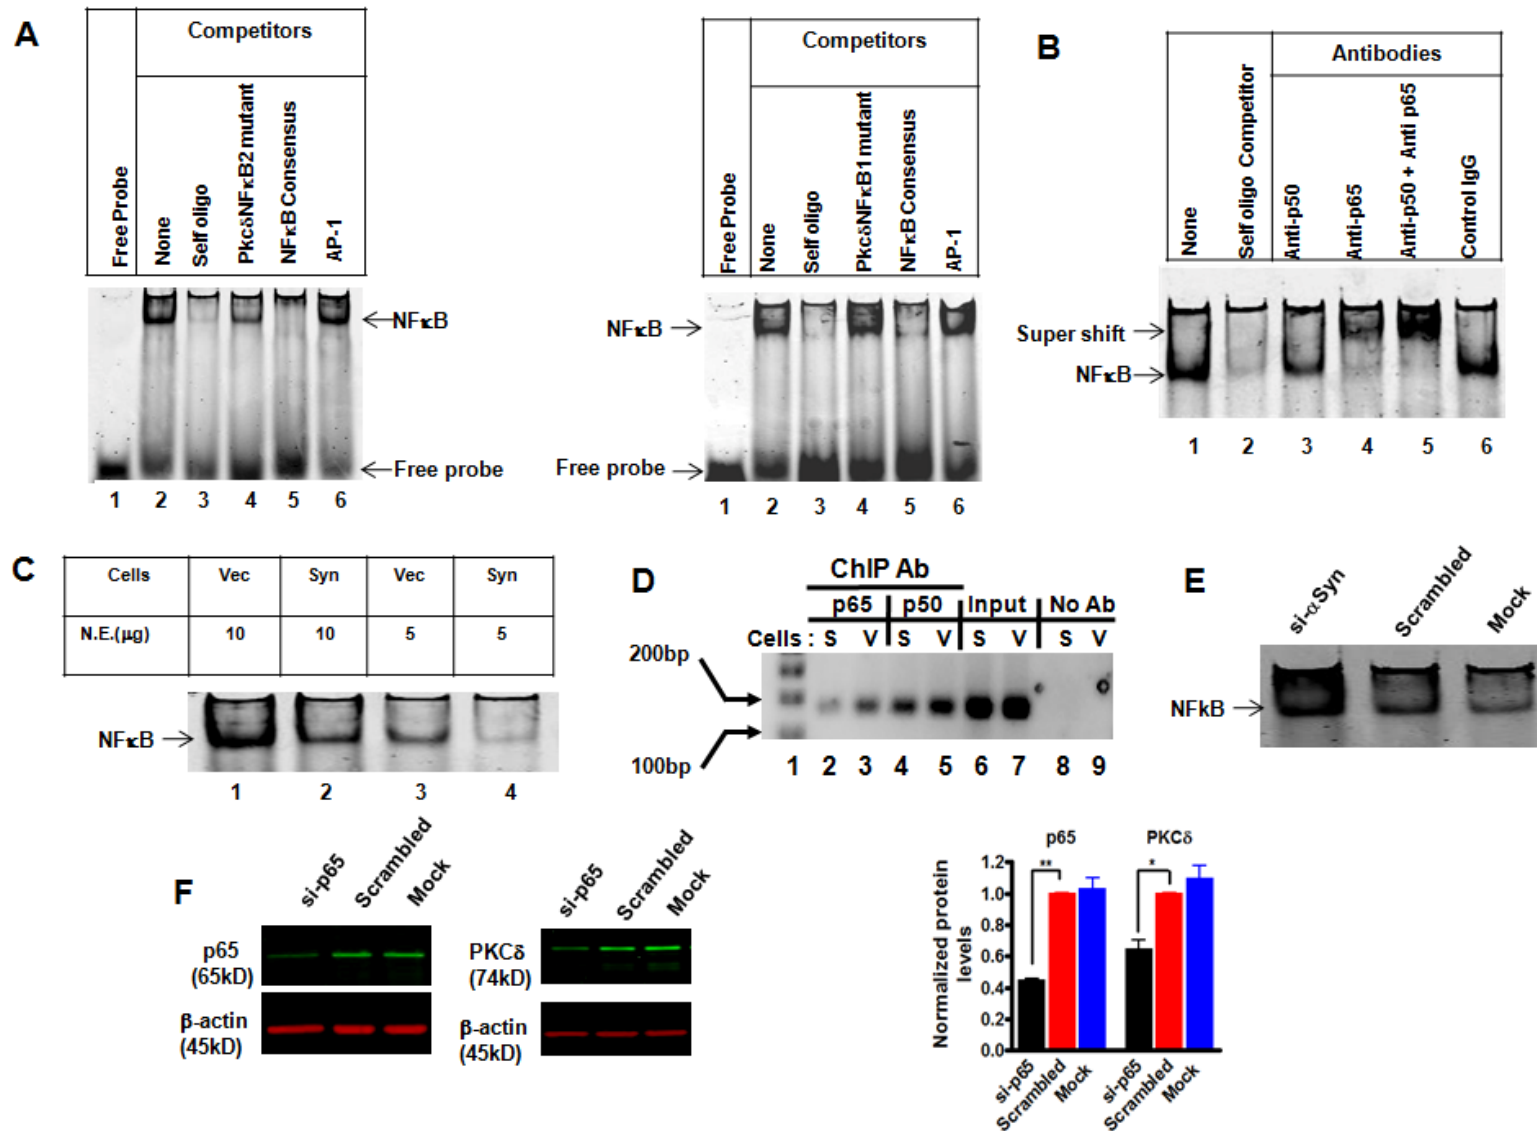 A
Competitors
Free Probe
None
Self oligo
PkcδNFκB2 mutant
NFκB Consensus
AP-1
NFκB
Free probe
1 2 3 4 5 6
Competitors
Free Probe
None
Self oligo
PkcδNFκB1 mutant
NFκB Consensus
AP-1
NFκB
Free probe
1 2 3 4 5 6
B
Antibodies
None
Self oligo Competitor
Anti-p50
Anti-p65
Anti-p50 + Anti p65
Control IgG
Super shift
NFκB
1 2 3 4 5 6
C
Cells Vec Syn Vec Syn
N.E.(μg) 10 10 5 5
NFκB
1 2 3 4
D
ChIP Ab
p65 p50 Input No Ab
Cells : S V S V S V S V
200bp
100bp
1 2 3 4 5 6 7 8 9
E
si-αSyn
Scrambled
Mock
NFkB
F
si-p65
Scrambled
Mock
p65
(65kD)
β-actin
(45kD)
si-p65
Scrambled
Mock
PKCδ
(74kD)
β-actin
(45kD)
p65 PKCδ
Normalized protein
levels
1.2
1.0
0.8
0.6
0.4
0.2
0.0
** *
si-p65
Scrambled
Mock
si-p65
Scrambled
Mock